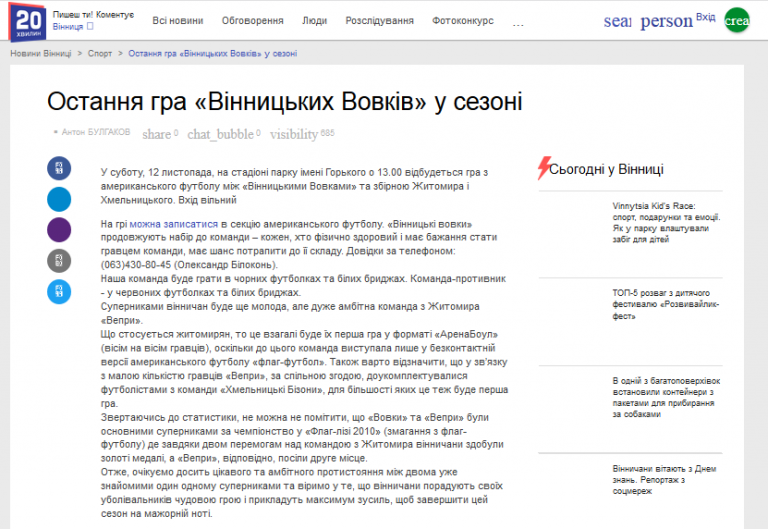 20
ХВИЛИН
Пишеш ти! Коментує
Вінниця
Всі новини
Обговорення
Люди
Розслідування
Фотоконкурс
...
sear
person
Вхід
crea
Новини Вінниці > Спорт > Остання гра «Вінницьких Вовків» у сезоні
Остання гра «Вінницьких Вовків» у сезоні
Антон БУЛГАКОВ
share 0
chat_bubble 0
visibility 685
У суботу, 12 листопада, на стадіоні парку імені Горького о 13.00 відбудеться гра з
американського футболу між «Вінницькими Вовками» та збірною Житомира і
Хмельницького. Вхід вільний
На грі можна записатися в секцію американського футболу. «Вінницькі вовки»
продовжують набір до команди – кожен, хто фізично здоровий і має бажання стати
гравцем команди, має шанс потрапити до її складу. Довідки за телефоном:
(063)430-80-45 (Олександр Білоконь).
Наша команда буде грати в чорних футболках та білих бриджах. Команда-противник
- у червоних футболках та білих бриджах.
Суперниками вінничан буде ще молода, але дуже амбітна команда з Житомира
«Вепри».
Що стосується житомирян, то це взагалі буде їх перша гра у форматі «АренаБоул»
(вісім на вісім гравців), оскільки до цього команда виступала лише у безконтактній
версії американського футболу «флаг-футбол». Також варто відзначити, що у зв'язку
з малою кількістю гравців «Вепри», за спільною згодою, доукомплектувалися
футболістами з команди «Хмельницькі Бізони», для більшості яких це теж буде перша
гра.
Звертаючись до статистики, не можна не помітити, що «Вовки» та «Вепри» були
основними суперниками за чемпіонство у «Флаг-лізі 2010» (змагання з флаг-
футболу) де завдяки двом перемогам над командою з Житомира вінничани здобули
золоті медалі, а «Вепри», відповідно, посіли друге місце.
Отже, очікуємо досить цікавого та амбітного протистояння між двома уже
знайомими один одному суперниками та віримо у те, що вінничани порадують своїх
уболівальників чудовою грою і прикладуть максимум зусиль, щоб завершити цей
сезон на мажорній ноті.
Сьогодні у Вінниці
Vinnytsia Kid's Race:
спорт, подарунки та емоції.
Як у парку влаштували
забіг для дітей
ТОП-5 розваг з дитячого
фестивалю «Розвивайлик-
фест»
В одній з багатоповерхівок
встановили контейнери з
пакетами для прибирання
за собаками
Вінничани вітають з Днем
знань. Репортаж з
соцмереж